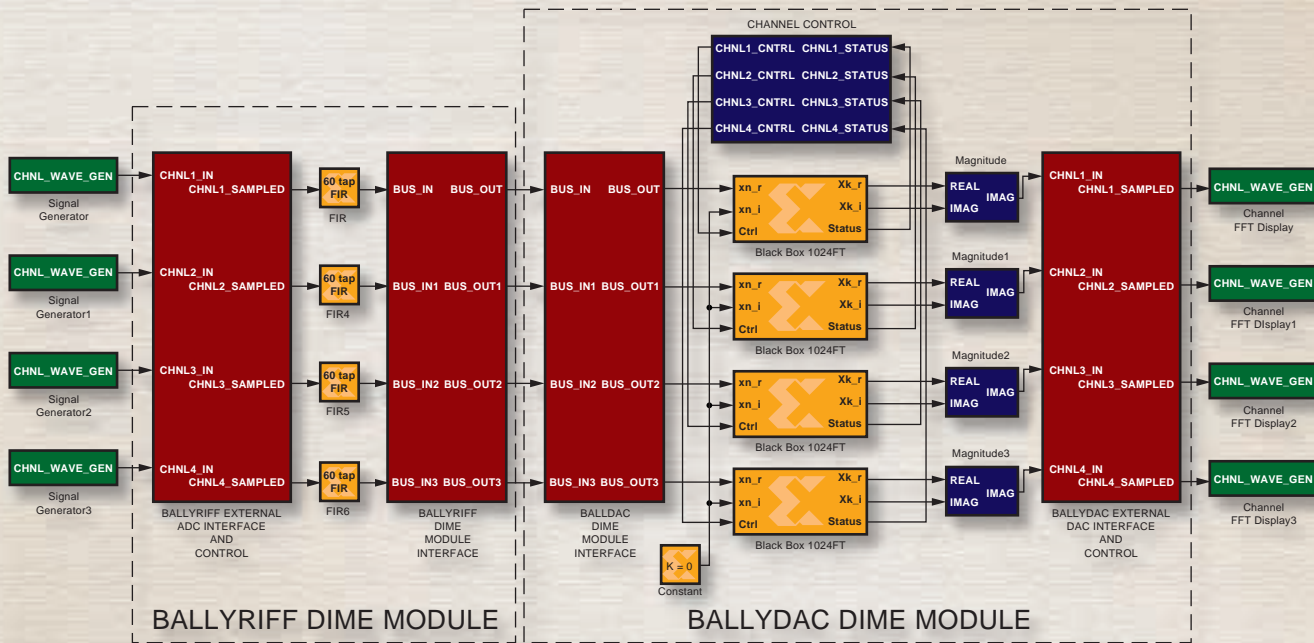 CHANNEL CONTROL
CHNL1_CNTRL CHNL1_STATUS
CHNL2_CNTRL CHNL2_STATUS
CHNL3_CNTRL CHNL3_STATUS
CHNL4_CNTRL CHNL4_STATUS
CHNL_WAVE_GEN
Signal
Generator
CHNL_WAVE_GEN
Signal
Generator1
CHNL_WAVE_GEN
Signal
Generator2
CHNL_WAVE_GEN
Signal
Generator3
CHNL1_IN
CHNL1_SAMPLED
CHNL2_IN
CHNL2_SAMPLED
CHNL3_IN
CHNL3_SAMPLED
CHNL4_IN
CHNL4_SAMPLED
BALLYRIFF EXTERNAL
ADC INTERFACE
AND
CONTROL
60 tap
FIR
FIR
60 tap
FIR
FIR4
60 tap
FIR
FIR5
60 tap
FIR
FIR6
BUS_IN BUS_OUT
BUS_IN1 BUS_OUT1
BUS_IN2 BUS_OUT2
BUS_IN3 BUS_OUT3
BALLYRIFF
DIME
MODULE
INTERFACE
BUS_IN BUS_OUT
BUS_IN1 BUS_OUT1
BUS_IN2 BUS_OUT2
BUS_IN3 BUS_OUT3
BALLDAC
DIME
MODULE
INTERFACE
xn_r Xk_r
xn_i Xk_i
Ctrl Status
Black Box 1024FT
xn_r Xk_r
xn_i Xk_i
Ctrl Status
Black Box 1024FT
xn_r Xk_r
xn_i Xk_i
Ctrl Status
Black Box 1024FT
xn_r Xk_r
xn_i Xk_i
Ctrl Status
Black Box 1024FT
K = 0
Constant
Magnitude
REAL
IMAG IMAG
Magnitude1
REAL
IMAG IMAG
Magnitude2
REAL
IMAG IMAG
Magnitude3
REAL
IMAG IMAG
CHNL1_IN
CHNL1_SAMPLED
CHNL2_IN
CHNL2_SAMPLED
CHNL3_IN
CHNL3_SAMPLED
CHNL4_IN
CHNL4_SAMPLED
BALLYDAC EXTERNAL
DAC INTERFACE
AND
CONTROL
CHNL_WAVE_GEN
Channel
FFT Display
CHNL_WAVE_GEN
Channel
FFT DIsplay1
CHNL_WAVE_GEN
Channel
FFT Display2
CHNL_WAVE_GEN
Channel
FFT Display3
BALLYRIFF DIME MODULE
BALLYDAC DIME MODULE